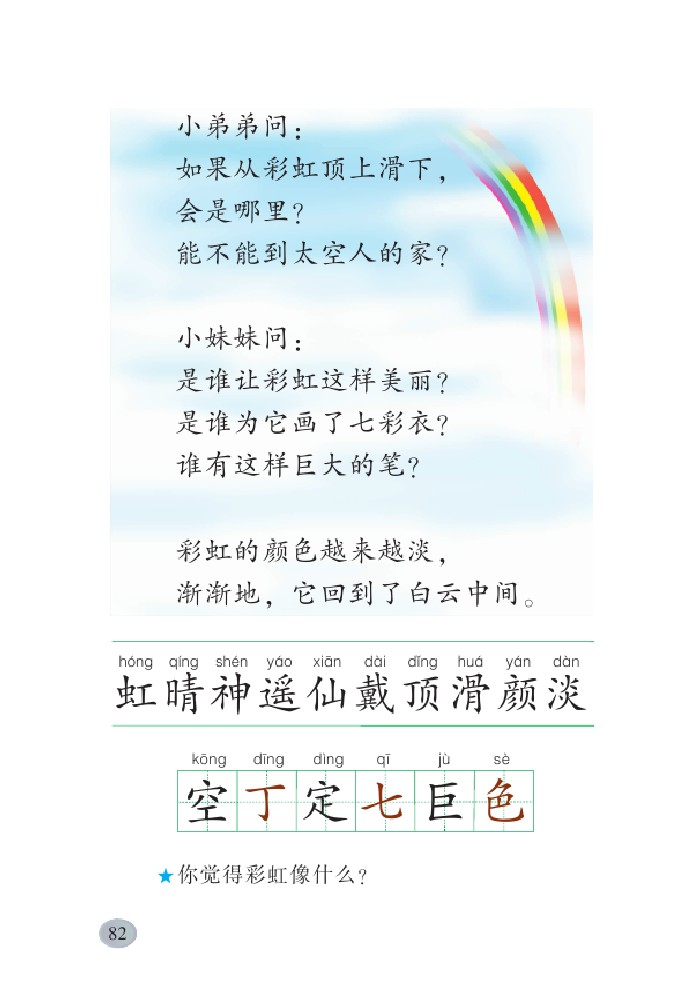 小弟弟问：
如果从彩虹顶上滑下，
会是哪里？
能不能到太空人的家？
小妹妹问：
是谁让彩虹这样美丽？
是谁为它画了七彩衣？
谁有这样巨大的笔？
彩虹的颜色越来越淡，
渐渐地，它回到了白云中间。
hóng qíng shén yáo xiān dài dǐng huá yán dàn
虹晴神遥仙戴顶滑颜淡
kōng dīng dìng qī jù sè
空丁定七巨色
★你觉得彩虹像什么？
82